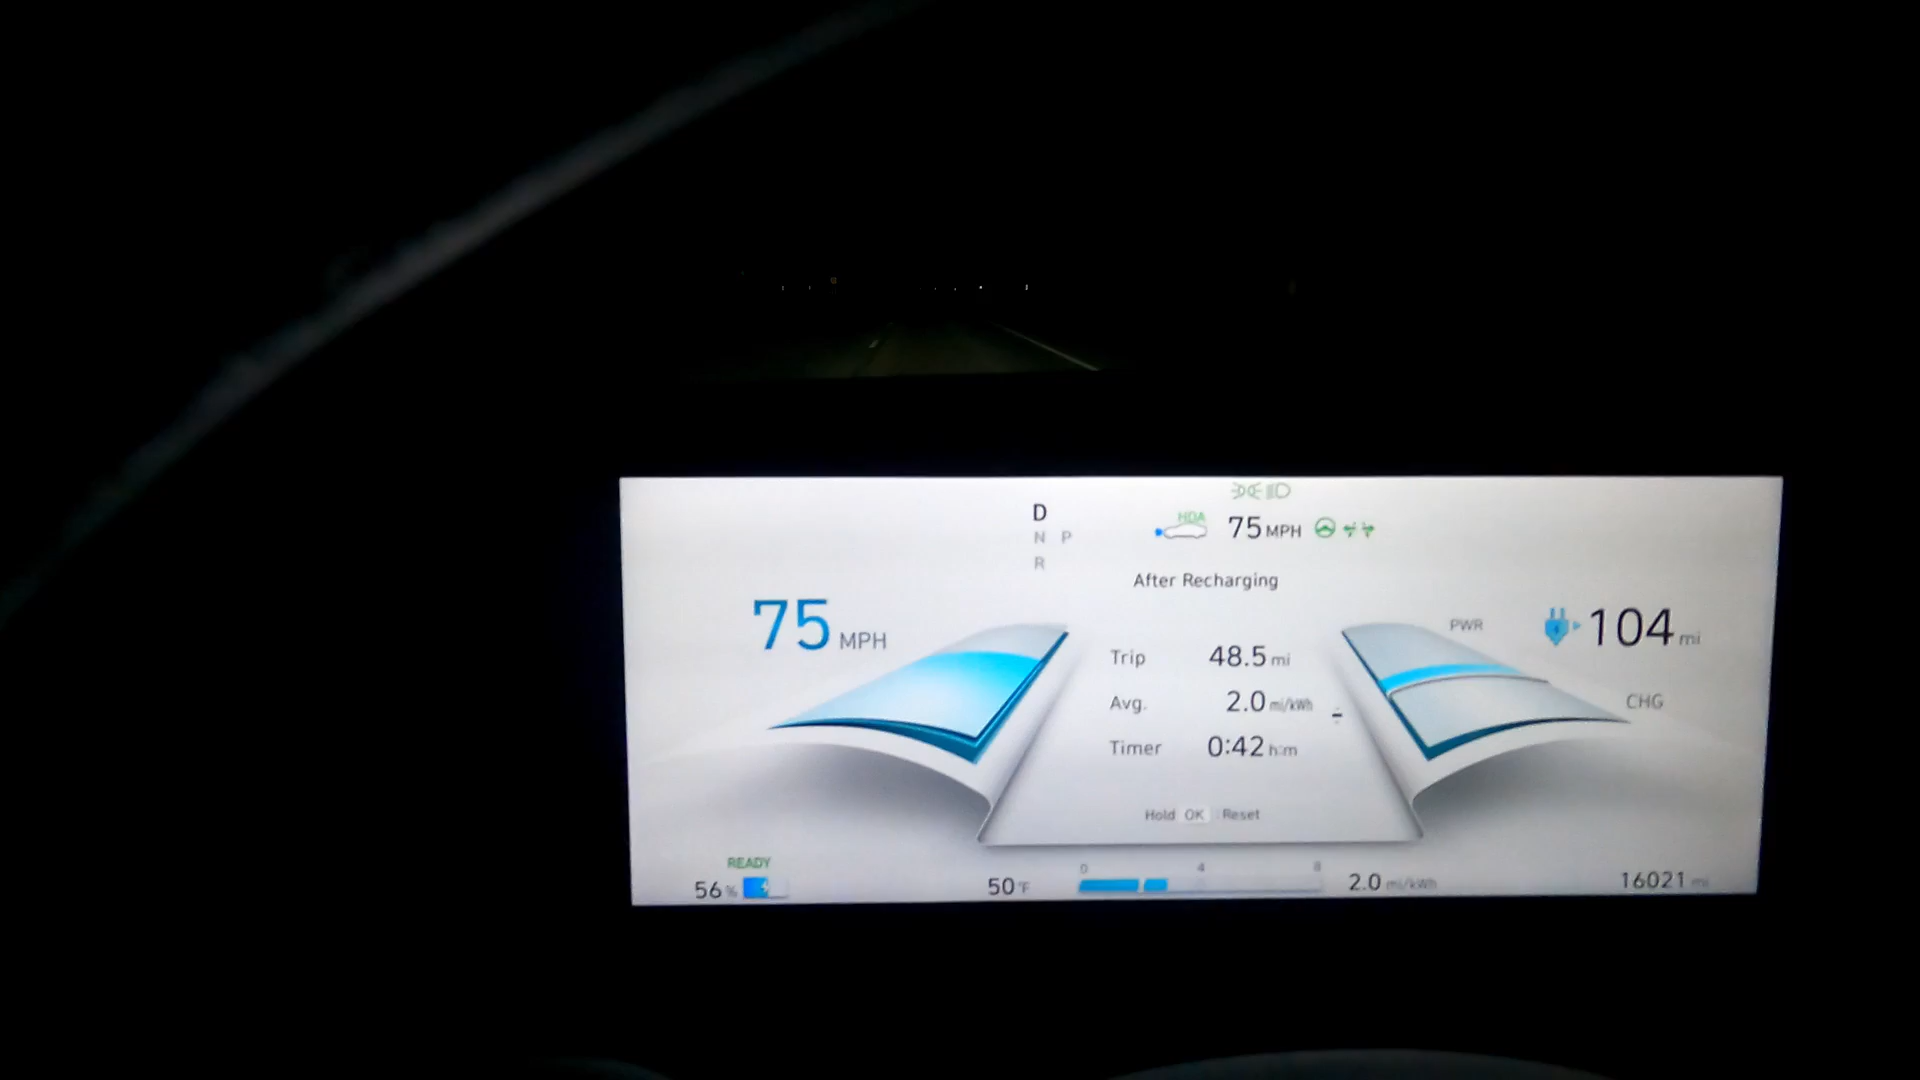 D
N P
R
HDA
75 MPH
After Recharging
75 MPH
PWR
104 mi
Trip 48.5 mi
Avg. 2.0 mi/kWh
CHG
Timer 0:42 h:m
Hold OK : Reset
READY
56 %
50 °F
0 4 8
2.0 mi/kWh
16021 mi